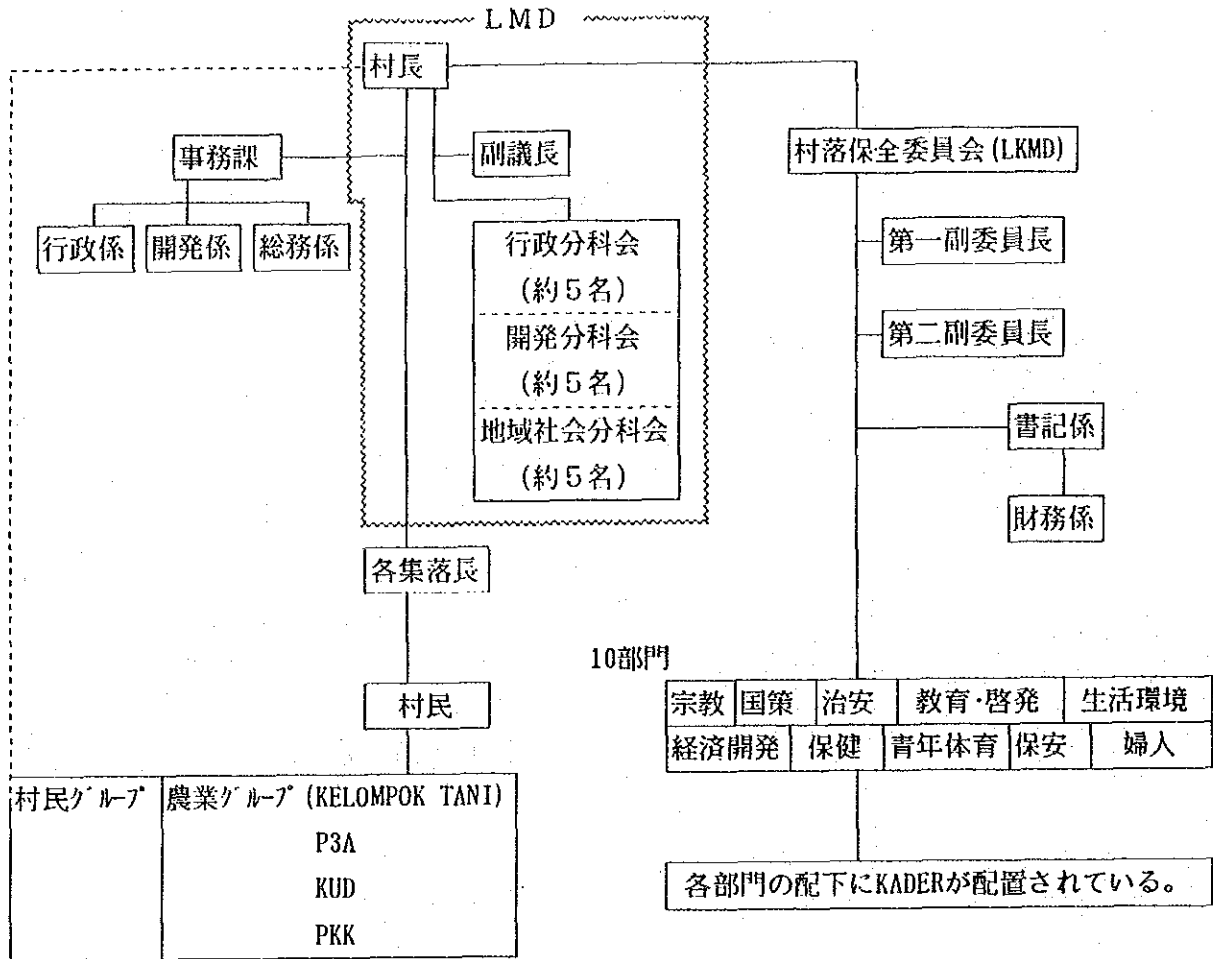 LMD
村長
事務課
副議長
村落保全委員会(LKMD)
行政係
開発係
総務係
行政分科会
(約5名)
開発分科会
(約5名)
地域社会分科会
(約5名)
第一副委員長
第二副委員長
書記係
財務係
各集落長
村民
10部門
宗教 国策 治安 教育・啓発 生活環境
経済開発 保健 青年体育 保安 婦人
村民グループ
農業グループ(KELOMPOK TANI)
P3A
KUD
PKK
各部門の配下にKADERが配置されている。